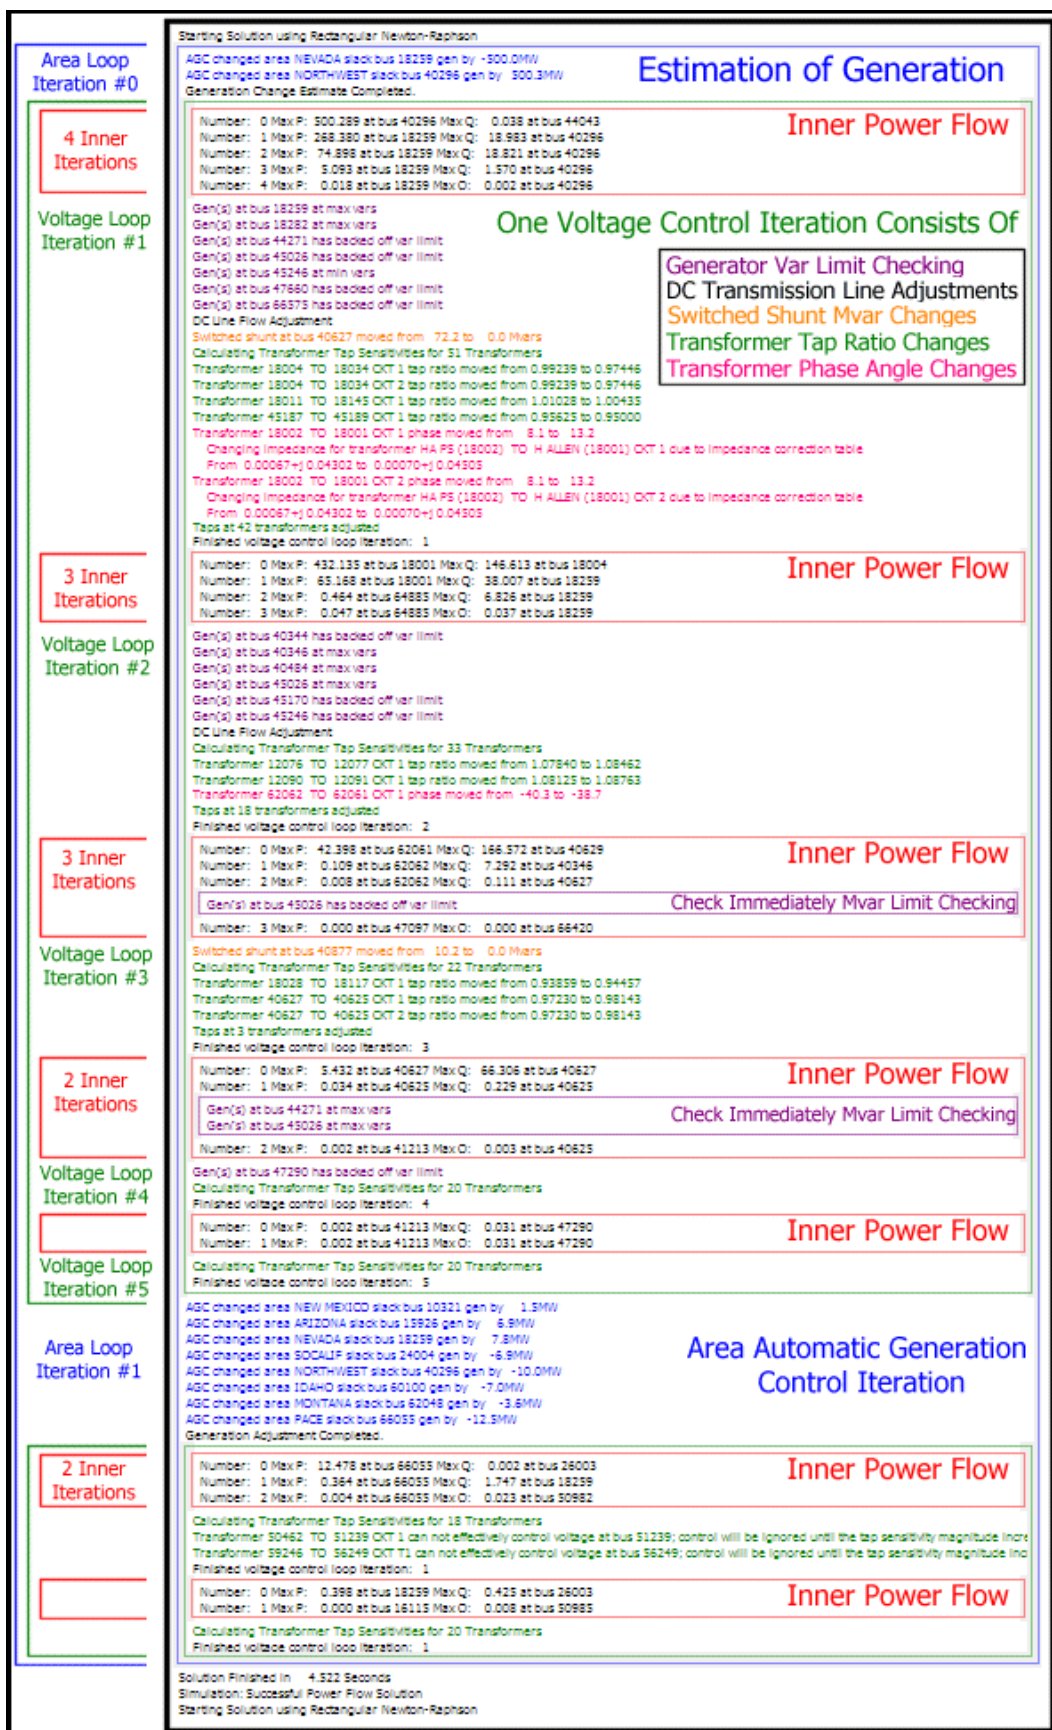 Starting Solution using Rectangular Newton-Raphson
Area Loop
Iteration #0
AGC changed area NEVADA slack bus 18259 gen by -500.0MW
AGC changed area NORTHWEST slack bus 40296 gen by 500.3MW
Generation Change Estimate Completed.
Estimation of Generation
4 Inner
Iterations
Number: 0 Max P: 500.289 at bus 40296 Max Q: 0.038 at bus 44043
Number: 1 Max P: 268.380 at bus 18259 Max Q: 18.983 at bus 40296
Number: 2 Max P: 74.898 at bus 18259 Max Q: 18.821 at bus 40296
Number: 3 Max P: 5.093 at bus 18259 Max Q: 1.570 at bus 40296
Number: 4 Max P: 0.018 at bus 18259 Max Q: 0.002 at bus 40296
Inner Power Flow
Voltage Loop
Iteration #1
Gen(s) at bus 18259 at max vars
Gen(s) at bus 18282 at max vars
Gen(s) at bus 44271 has backed off var limit
Gen(s) at bus 45026 has backed off var limit
Gen(s) at bus 45246 at min vars
Gen(s) at bus 47660 has backed off var limit
Gen(s) at bus 66575 has backed off var limit
DC Line Flow Adjustment
Switched shunt at bus 40627 moved from 72.2 to 0.0 Mvars
Calculating Transformer Tap Sensitivities for 51 Transformers
Transformer 18004 TO 18034 CKT 1 tap ratio moved from 0.99239 to 0.97446
Transformer 18004 TO 18034 CKT 2 tap ratio moved from 0.99239 to 0.97446
Transformer 18011 TO 18145 CKT 1 tap ratio moved from 1.01028 to 1.00435
Transformer 45187 TO 45189 CKT 1 tap ratio moved from 0.95625 to 0.95000
Transformer 18002 TO 18001 CKT 1 phase moved from 8.1 to 13.2
Changing impedance for transformer HA PS (18002) TO H ALLEN (18001) CKT 1 due to impedance correction table
From 0.00067+j0.04302 to 0.00070+j0.04505
Transformer 18002 TO 18001 CKT 2 phase moved from 8.1 to 13.2
Changing impedance for transformer HA PS (18002) TO H ALLEN (18001) CKT 2 due to impedance correction table
From 0.00067+j0.04302 to 0.00070+j0.04505
Taps at 42 transformers adjusted
Finished voltage control loop iteration: 1
One Voltage Control Iteration Consists Of
Generator Var Limit Checking
DC Transmission Line Adjustments
Switched Shunt Mvar Changes
Transformer Tap Ratio Changes
Transformer Phase Angle Changes
3 Inner
Iterations
Number: 0 Max P: 432.135 at bus 18001 Max Q: 146.613 at bus 18004
Number: 1 Max P: 65.168 at bus 18001 Max Q: 38.007 at bus 18259
Number: 2 Max P: 0.464 at bus 64885 Max Q: 6.826 at bus 18259
Number: 3 Max P: 0.047 at bus 64885 Max Q: 0.037 at bus 18259
Inner Power Flow
Voltage Loop
Iteration #2
Gen(s) at bus 40344 has backed off var limit
Gen(s) at bus 40346 at max vars
Gen(s) at bus 40484 at max vars
Gen(s) at bus 45026 at max vars
Gen(s) at bus 45170 has backed off var limit
Gen(s) at bus 45246 has backed off var limit
DC Line Flow Adjustment
Calculating Transformer Tap Sensitivities for 33 Transformers
Transformer 12076 TO 12077 CKT 1 tap ratio moved from 1.07840 to 1.08462
Transformer 12090 TO 12091 CKT 1 tap ratio moved from 1.08125 to 1.08763
Transformer 62062 TO 62061 CKT 1 phase moved from -40.3 to -38.7
Taps at 18 transformers adjusted
Finished voltage control loop iteration: 2
3 Inner
Iterations
Number: 0 Max P: 42.398 at bus 62061 Max Q: 166.572 at bus 40629
Number: 1 Max P: 0.109 at bus 62062 Max Q: 7.292 at bus 40346
Number: 2 Max P: 0.008 at bus 62062 Max Q: 0.111 at bus 40627
Inner Power Flow
Gen(s) at bus 45026 has backed off var limit
Check Immediately Mvar Limit Checking
Number: 3 Max P: 0.000 at bus 47097 Max Q: 0.000 at bus 66420
Voltage Loop
Iteration #3
Switched shunt at bus 40877 moved from 10.2 to 0.0 Mvars
Calculating Transformer Tap Sensitivities for 22 Transformers
Transformer 18028 TO 18117 CKT 1 tap ratio moved from 0.93859 to 0.94457
Transformer 40627 TO 40625 CKT 1 tap ratio moved from 0.97230 to 0.98143
Transformer 40627 TO 40625 CKT 2 tap ratio moved from 0.97230 to 0.98143
Taps at 3 transformers adjusted
Finished voltage control loop iteration: 3
2 Inner
Iterations
Number: 0 Max P: 5.432 at bus 40627 Max Q: 66.306 at bus 40627
Number: 1 Max P: 0.034 at bus 40625 Max Q: 0.229 at bus 40625
Inner Power Flow
Gen(s) at bus 44271 at max vars
Gen(s) at bus 45026 at max vars
Check Immediately Mvar Limit Checking
Number: 2 Max P: 0.002 at bus 41213 Max Q: 0.003 at bus 40625
Voltage Loop
Iteration #4
Gen(s) at bus 47290 has backed off var limit
Calculating Transformer Tap Sensitivities for 20 Transformers
Finished voltage control loop iteration: 4
Number: 0 Max P: 0.002 at bus 41213 Max Q: 0.031 at bus 47290
Number: 1 Max P: 0.002 at bus 41213 Max Q: 0.031 at bus 47290
Inner Power Flow
Voltage Loop
Iteration #5
Calculating Transformer Tap Sensitivities for 20 Transformers
Finished voltage control loop iteration: 5
Area Loop
Iteration #1
AGC changed area NEW MEXICO slack bus 10321 gen by 1.5MW
AGC changed area ARIZONA slack bus 15926 gen by 6.9MW
AGC changed area NEVADA slack bus 18259 gen by 7.8MW
AGC changed area SOCALIF slack bus 24004 gen by -6.9MW
AGC changed area NORTHWEST slack bus 40296 gen by -10.0MW
AGC changed area IDAHO slack bus 60100 gen by -7.0MW
AGC changed area MONTANA slack bus 62048 gen by -3.6MW
AGC changed area PACE slack bus 66055 gen by -12.5MW
Generation Adjustment Completed.
Area Automatic Generation
Control Iteration
2 Inner
Iterations
Number: 0 Max P: 12.478 at bus 66055 Max Q: 0.002 at bus 26003
Number: 1 Max P: 0.364 at bus 66055 Max Q: 1.747 at bus 18259
Number: 2 Max P: 0.004 at bus 66055 Max Q: 0.023 at bus 50982
Inner Power Flow
Calculating Transformer Tap Sensitivities for 18 Transformers
Transformer 50462 TO 51239 CKT 1 can not effectively control voltage at bus 51239; control will be ignored until the tap sensitivity magnitude incre
Transformer 59246 TO 56249 CKT T1 can not effectively control voltage at bus 56249; control will be ignored until the tap sensitivity magnitude inc
Finished voltage control loop iteration: 1
Number: 0 Max P: 0.398 at bus 18259 Max Q: 0.425 at bus 26003
Number: 1 Max P: 0.000 at bus 16115 Max Q: 0.008 at bus 50985
Inner Power Flow
Calculating Transformer Tap Sensitivities for 20 Transformers
Finished voltage control loop iteration: 1
Solution Finished in 4.522 Seconds
Simulation: Successful Power Flow Solution
Starting Solution using Rectangular Newton-Raphson